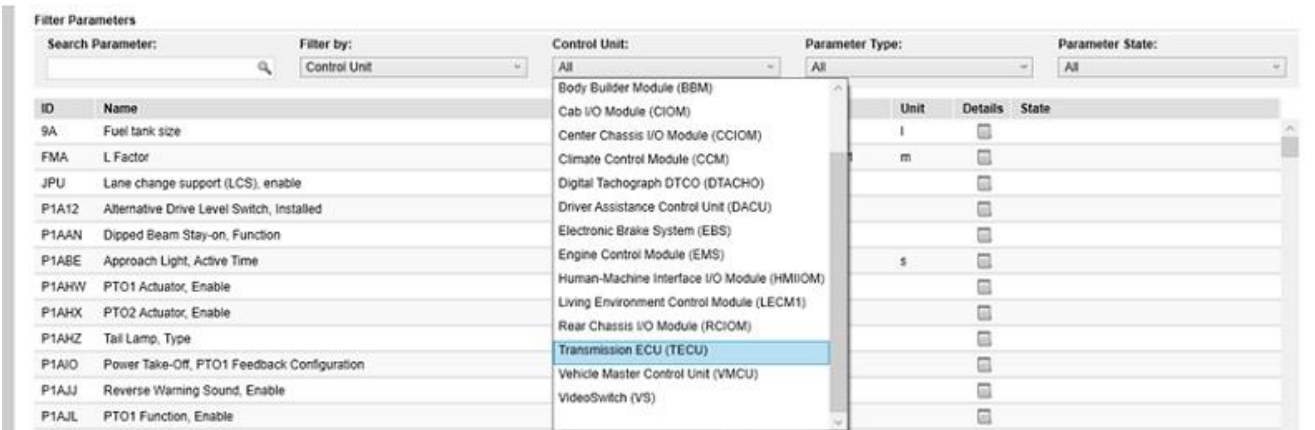 Filter Parameters
Search Parameter: Filter by: Control Unit: Parameter Type: Parameter State:
Control Unit All All All
ID Name Unit Details State
Body Builder Module (BBM)
Cab I/O Module (CIOM)
Center Chassis I/O Module (CCIOM)
Climate Control Module (CCM)
Digital Tachograph DTCO (DTACHO)
Driver Assistance Control Unit (DACU)
Electronic Brake System (EBS)
Engine Control Module (EMS)
Human-Machine Interface I/O Module (HMIIOM)
Living Environment Control Module (LECM1)
Rear Chassis I/O Module (RCIOM)
Transmission ECU (TECU)
Vehicle Master Control Unit (VMCU)
VideoSwitch (VS)
9A Fuel tank size l
FMA L Factor m
JPU Lane change support (LCS), enable
P1A12 Alternative Drive Level Switch, Installed
P1AAN Dipped Beam Stay-on, Function
P1ABE Approach Light, Active Time s
P1AHW PTO1 Actuator, Enable
P1AHX PTO2 Actuator, Enable
P1AHZ Tail Lamp, Type
P1AIO Power Take-Off, PTO1 Feedback Configuration
P1AJJ Reverse Warning Sound, Enable
P1AJL PTO1 Function, Enable